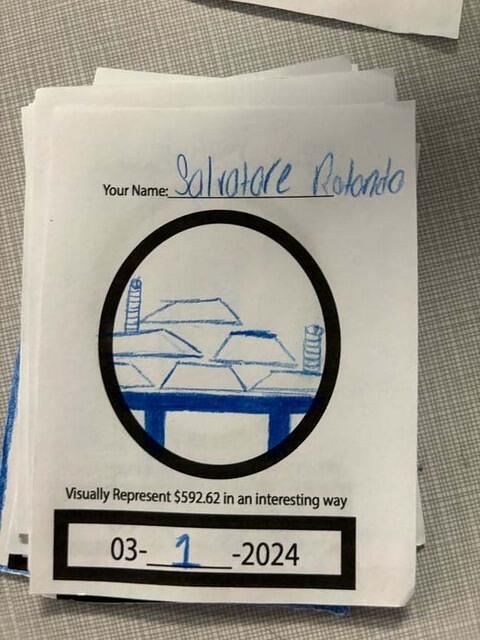 Your Name: Salvatore Rotondo
Visually Represent $592.62 in an interesting way
03- 1 -2024